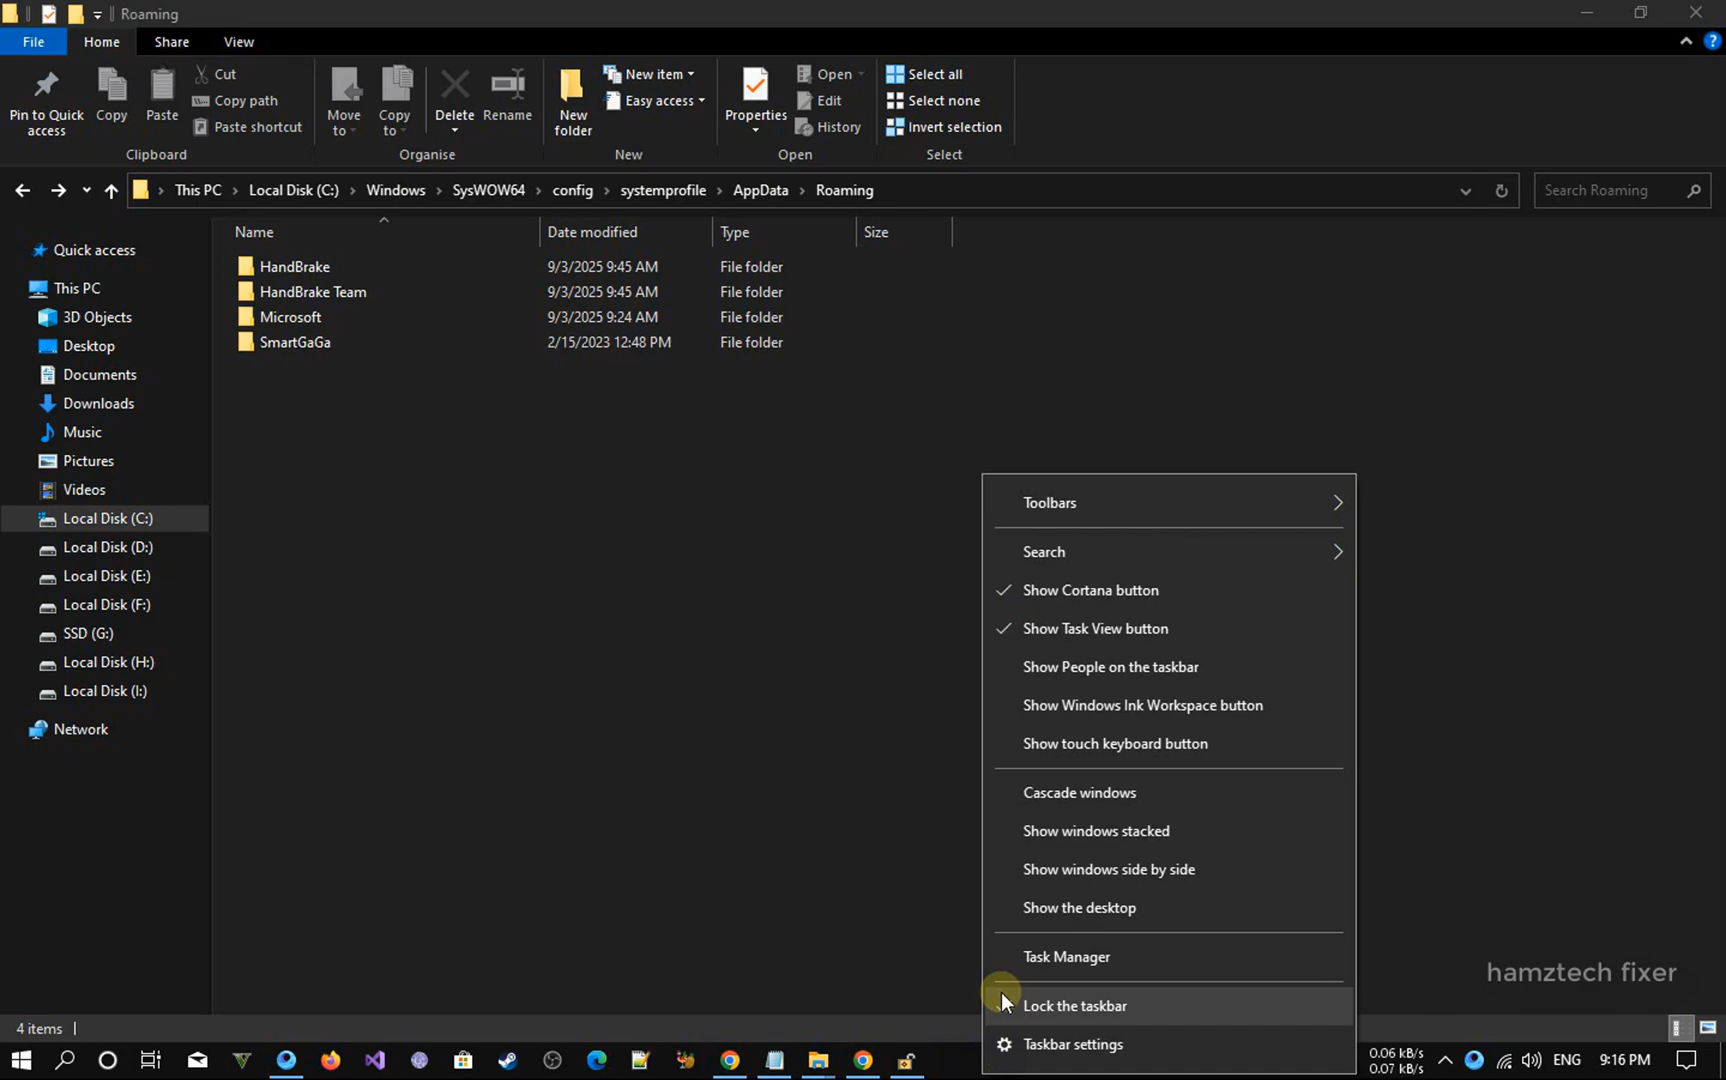 Roaming
File Home Share View
Pin to Quick access
Copy
Paste
Cut
Copy path
Paste shortcut
Clipboard
Move to
Copy to
Delete
Rename
Organise
New folder
New item
Easy access
New
Properties
Open
Edit
History
Open
Select all
Select none
Invert selection
Select
This PC > Local Disk (C:) > Windows > SysWOW64 > config > systemprofile > AppData > Roaming
Search Roaming
Quick access
This PC
3D Objects
Desktop
Documents
Downloads
Music
Pictures
Videos
Local Disk (C:)
Local Disk (D:)
Local Disk (E:)
Local Disk (F:)
SSD (G:)
Local Disk (H:)
Local Disk (I:)
Network
Name Date modified Type Size
HandBrake 9/3/2025 9:45 AM File folder
HandBrake Team 9/3/2025 9:45 AM File folder
Microsoft 9/3/2025 9:24 AM File folder
SmartGaGa 2/15/2023 12:48 PM File folder
Toolbars
Search
Show Cortana button
Show Task View button
Show People on the taskbar
Show Windows Ink Workspace button
Show touch keyboard button
Cascade windows
Show windows stacked
Show windows side by side
Show the desktop
Task Manager
Lock the taskbar
Taskbar settings
hamztech fixer
4 items
0.06 kB/s
0.07 kB/s
ENG
9:16 PM